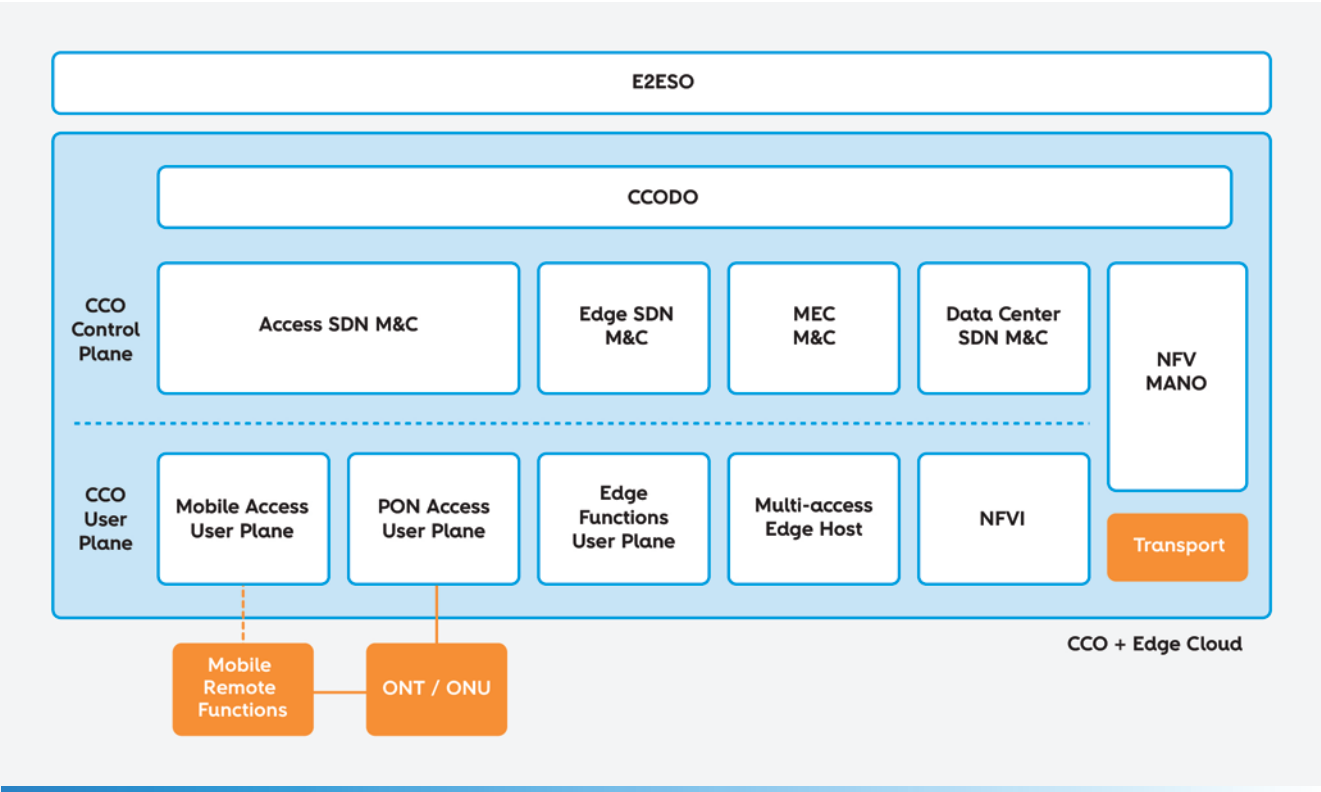 E2ESO
CCODO
CCO
Control
Plane
Access SDN M&C
Edge SDN
M&C
MEC
M&C
Data Center
SDN M&C
NFV
MANO
CCO
User
Plane
Mobile Access
User Plane
PON Access
User Plane
Edge
Functions
User Plane
Multi-access
Edge Host
NFVI
Transport
CCO + Edge Cloud
Mobile
Remote
Functions
ONT / ONU